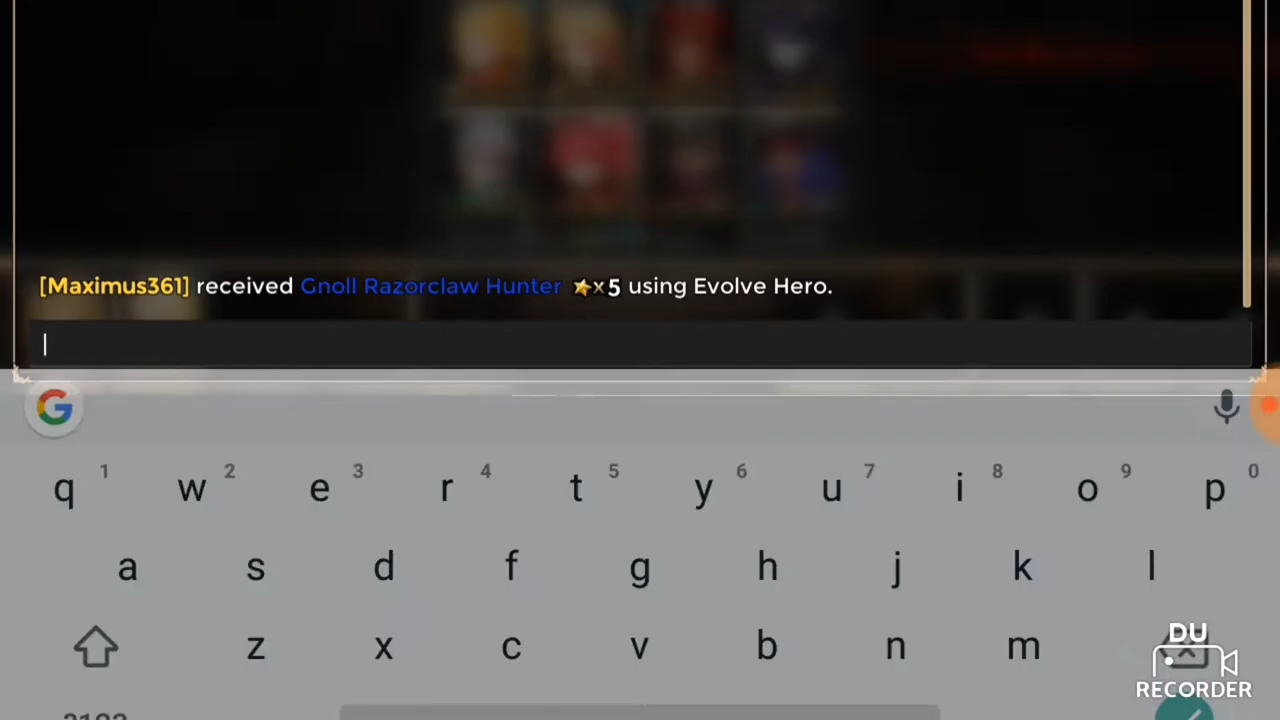 [Maximus361] received Gnoll Razorclaw Hunter ⭐x5 using Evolve Hero.
q 1 w 2 e 3 r 4 t 5 y 6 u 7 i 8 o 9 p 0
a s d f g h j k l
z x c v b n m
DU
RECORDER